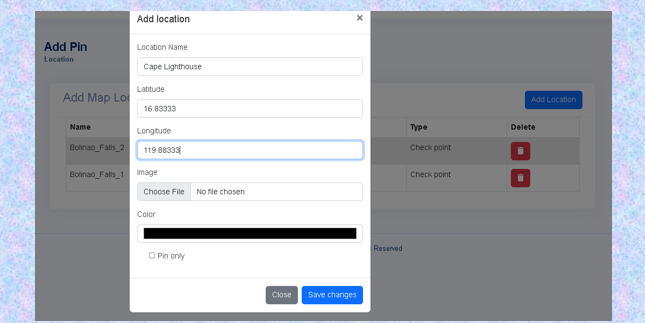 Add location
×
Add Pin
Location
Location Name
Cape Lighthouse
Latitude
16.83333
Longitude
119.88333
Image
Choose File No file chosen
Color
Pin only
Close Save changes
Add Map Loc
Add Location
Name Type Delete
Bolinao_Falls_2 Check point
Bolinao_Falls_1 Check point
Reserved